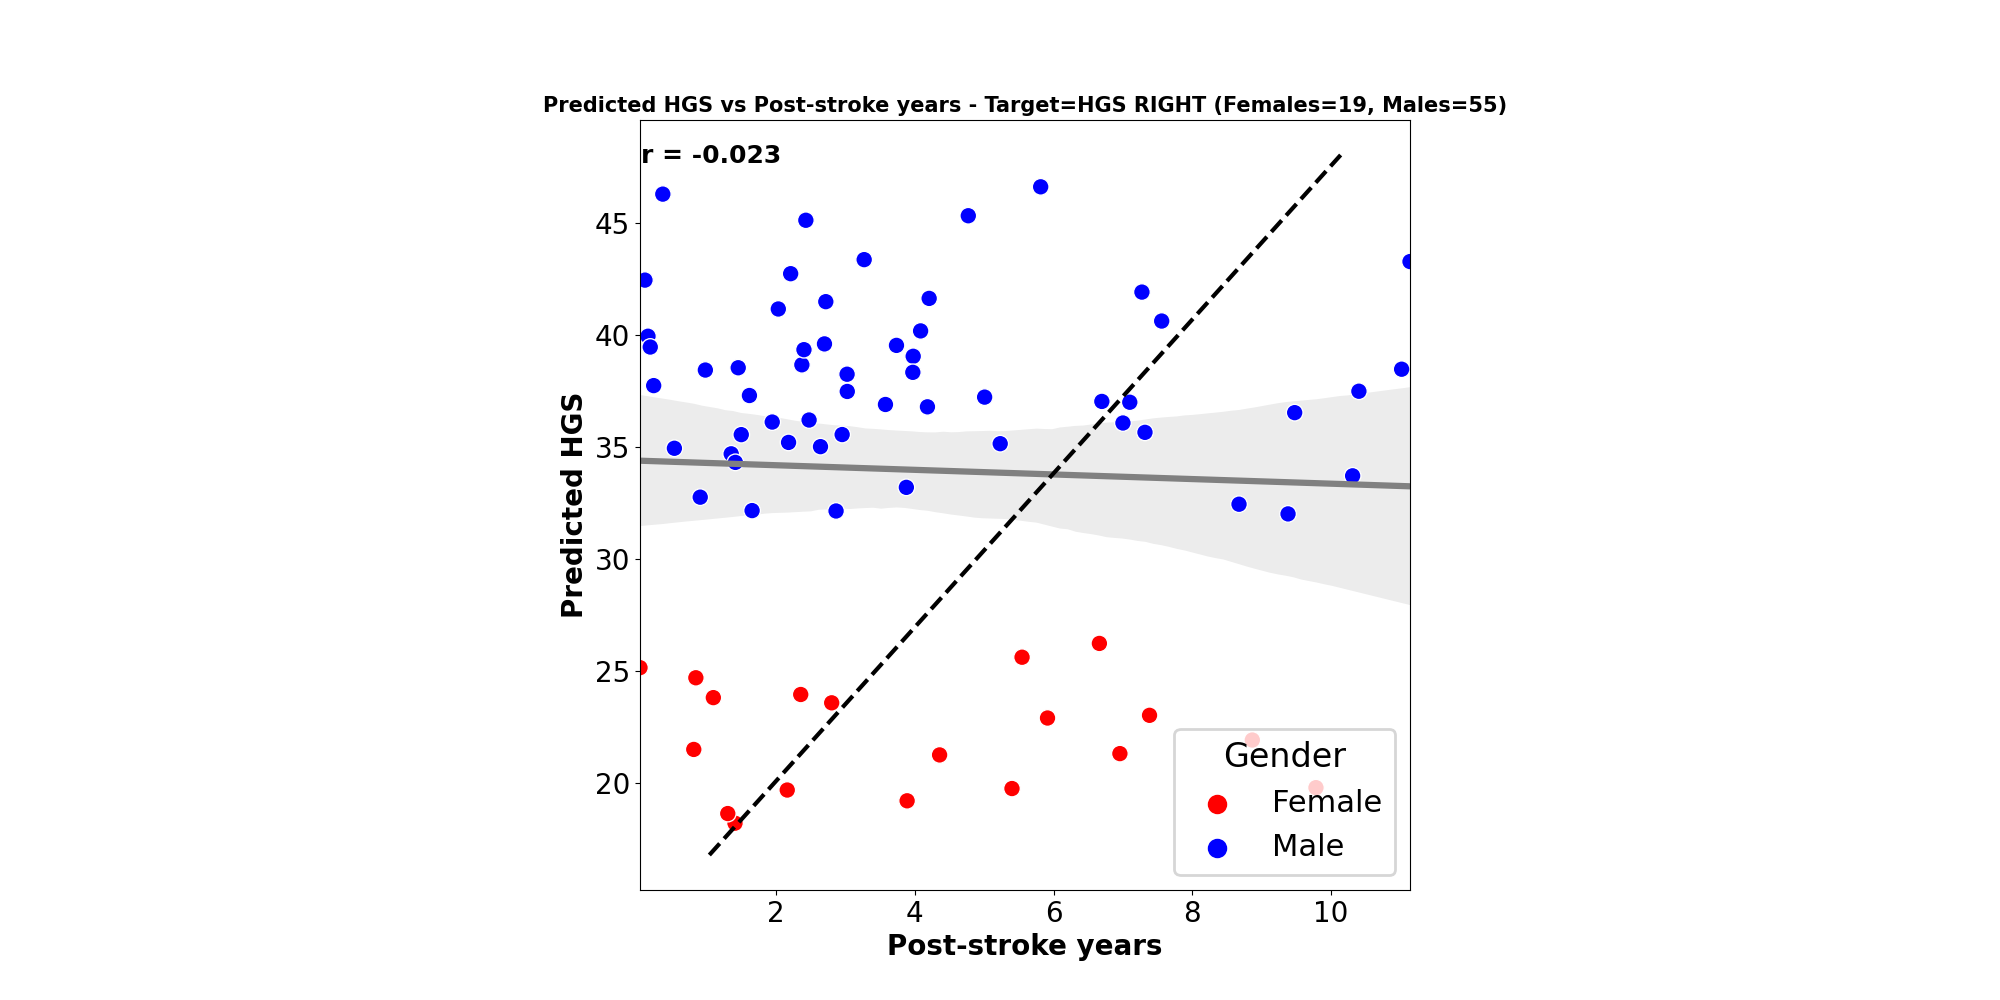 Predicted HGS vs Post-stroke years - Target=HGS RIGHT (Females=19, Males=55)
r = -0.023
45
40
35
30
25
20
Predicted HGS
Gender
Female
Male
2 4 6 8 10
Post-stroke years